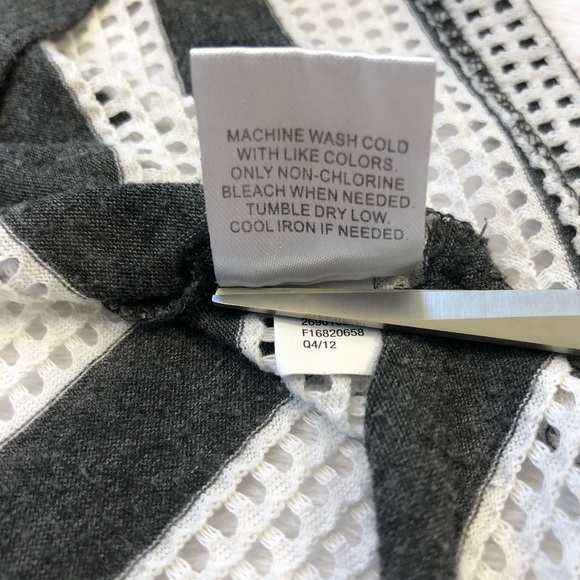 MACHINE WASH COLD
WITH LIKE COLORS.
ONLY NON-CHLORINE
BLEACH WHEN NEEDED.
TUMBLE DRY LOW.
COOL IRON IF NEEDED.
F16820658
Q4/12